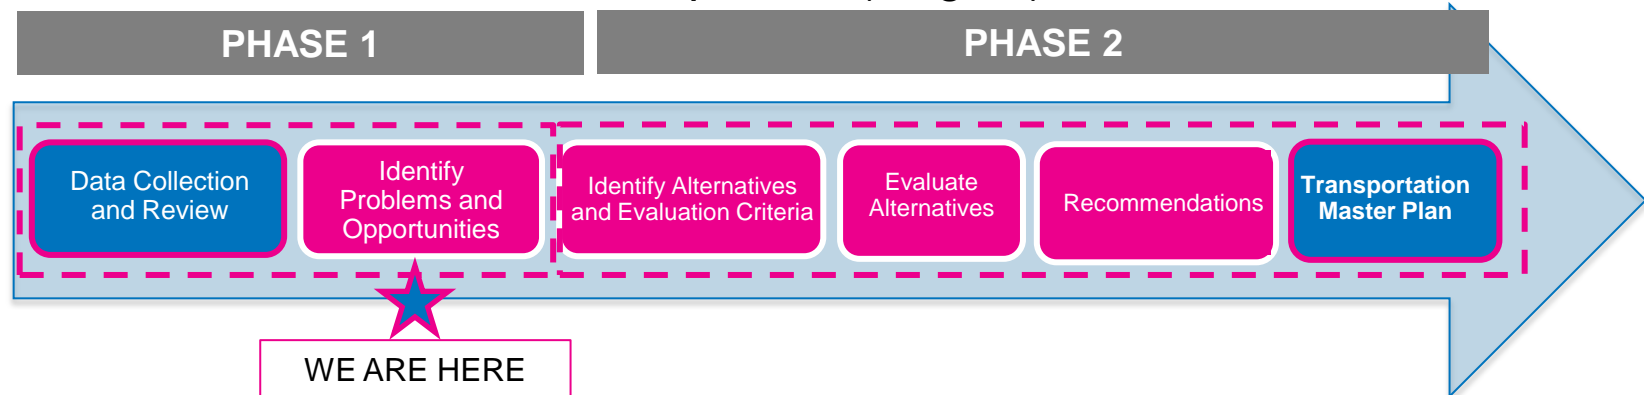 PHASE 1
PHASE 2
Data Collection
and Review
Identify
Problems and
Opportunities
Identify Alternatives
and Evaluation Criteria
Evaluate
Alternatives
Recommendations
Transportation
Master Plan
WE ARE HERE